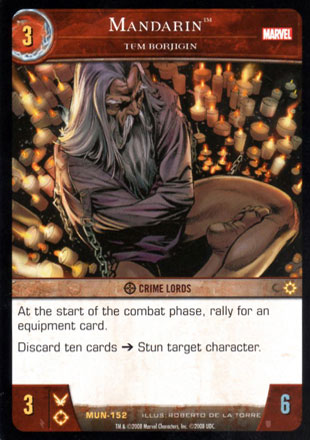 3
MANDARIN™
TEM BORJIGIN
MARVEL
CRIME LORDS
C
At the start of the combat phase, rally for an
equipment card.
Discard ten cards ➔ Stun target character.
3
MUN-152
ILLUS: ROBERTO DE LA TORRE
6
TM & ©2008 Marvel Characters, Inc. ©2008 UDC.